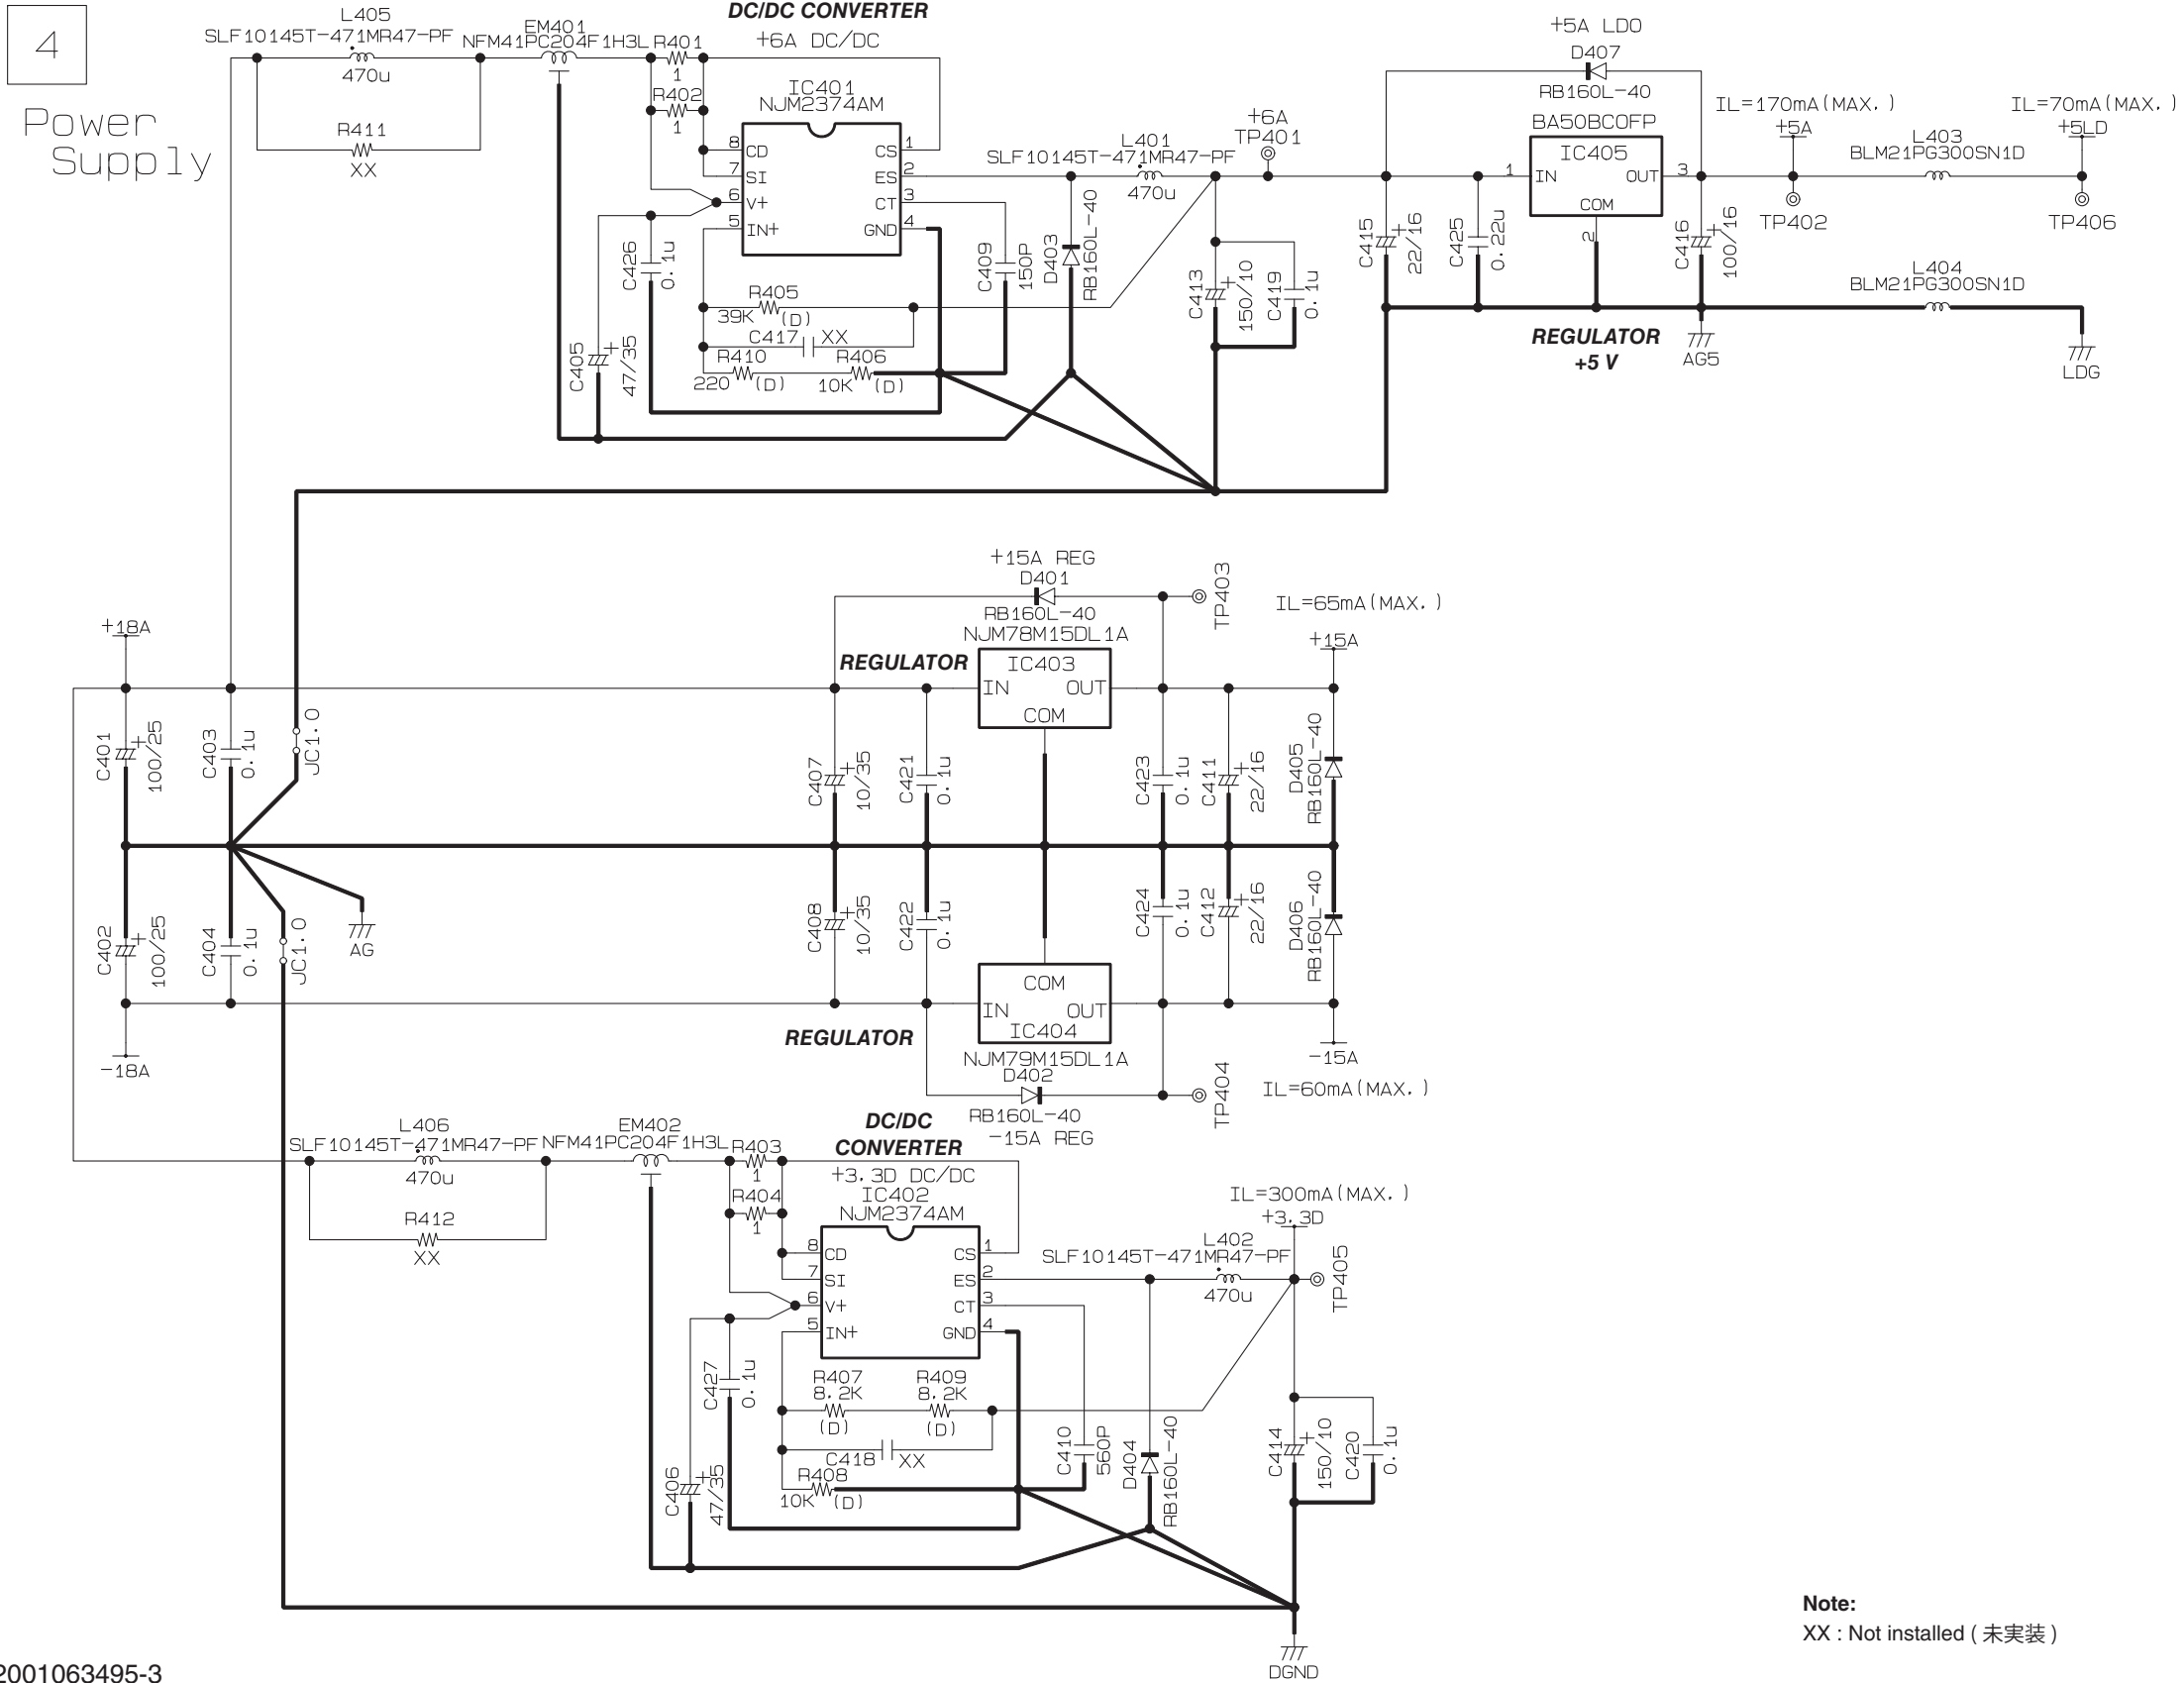 4
Power
Supply
L405
SLF10145T-471MR47-PF
470u
R411
XX
EM401
NFM41PC204F1H3L
R401
1
R402
1
DC/DC CONVERTER
+6A DC/DC
IC401
NJM2374AM
8 CD CS 1
7 SI ES 2
6 V+ CT 3
5 IN+ GND 4
C405
47/35
C426
0.1u
R405
39K (D)
C417 XX
R410
220 (D)
R406
10K (D)
C409
150P
D403
RB160L-40
L401
SLF10145T-471MR47-PF
470u
+6A
TP401
C413
150/10
C419
0.1u
+5A LDO
D407
RB160L-40
BA50BC0FP
IC405
1 IN OUT 3
COM
2
C415
22/16
C425
0.22u
C416
100/16
REGULATOR
+5 V
AG5
IL=170mA(MAX.)
+5A
TP402
L403
BLM21PG300SN1D
IL=70mA(MAX.)
+5LD
TP406
L404
BLM21PG300SN1D
LDG
+18A
C401
100/25
C403
0.1u
JC1.0
C402
100/25
C404
0.1u
JC1.0
AG
-18A
+15A REG
D401
RB160L-40
NJM78M15DL1A
REGULATOR
IC403
IN OUT
COM
TP403
IL=65mA(MAX.)
+15A
C407
10/35
C421
0.1u
C423
0.1u
C411
22/16
D405
RB160L-40
C408
10/35
C422
0.1u
C424
0.1u
C412
22/16
D406
RB160L-40
COM
IN OUT
IC404
REGULATOR
NJM79M15DL1A
D402
RB160L-40
-15A REG
TP404
-15A
IL=60mA(MAX.)
L406
SLF10145T-471MR47-PF
470u
R412
XX
EM402
NFM41PC204F1H3L
R403
1
R404
1
DC/DC
CONVERTER
+3.3D DC/DC
IC402
NJM2374AM
8 CD CS 1
7 SI ES 2
6 V+ CT 3
5 IN+ GND 4
C406
47/35
C427
0.1u
R407
8.2K
(D)
R409
8.2K
(D)
C418 XX
R408
10K (D)
C410
560P
D404
RB160L-40
L402
SLF10145T-471MR47-PF
470u
IL=300mA(MAX.)
+3.3D
TP405
C414
150/10
C420
0.1u
DGND
Note:
XX : Not installed ( 未実装 )
2001063495-3